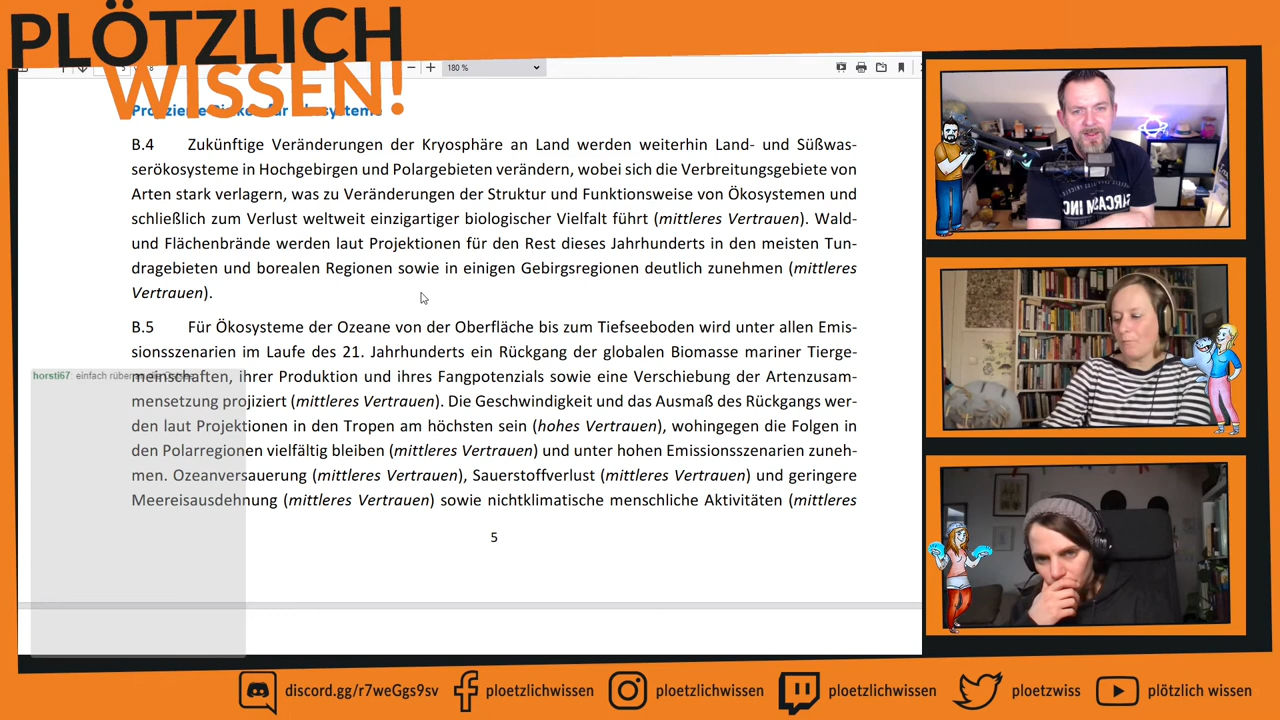 PLÖTZLICH
WISSEN!
180 %
B.4 Zukünftige Veränderungen der Kryosphäre an Land werden weiterhin Land- und Süßwas-
serökosysteme in Hochgebirgen und Polargebieten verändern, wobei sich die Verbreitungsgebiete von
Arten stark verlagern, was zu Veränderungen der Struktur und Funktionsweise von Ökosystemen und
schließlich zum Verlust weltweit einzigartiger biologischer Vielfalt führt (mittleres Vertrauen). Wald-
und Flächenbrände werden laut Projektionen für den Rest dieses Jahrhunderts in den meisten Tun-
dragebieten und borealen Regionen sowie in einigen Gebirgsregionen deutlich zunehmen (mittleres
Vertrauen).
B.5 Für Ökosysteme der Ozeane von der Oberfläche bis zum Tiefseeboden wird unter allen Emis-
sionsszenarien im Laufe des 21. Jahrhunderts ein Rückgang der globalen Biomasse mariner Tierge-
horsti67: einfach rüber
meinschaften, ihrer Produktion und ihres Fangpotenzials sowie eine Verschiebung der Artenzusam-
mensetzung projiziert (mittleres Vertrauen). Die Geschwindigkeit und das Ausmaß des Rückgangs wer-
den laut Projektionen in den Tropen am höchsten sein (hohes Vertrauen), wohingegen die Folgen in
den Polarregionen vielfältig bleiben (mittleres Vertrauen) und unter hohen Emissionsszenarien zuneh-
men. Ozeanversauerung (mittleres Vertrauen), Sauerstoffverlust (mittleres Vertrauen) und geringere
Meereisausdehnung (mittleres Vertrauen) sowie nichtklimatische menschliche Aktivitäten (mittleres
5
discord.gg/r7weGgs9sv ploetzlichwissen ploetzlichwissen ploetzlichwissen ploetzwiss plötzlich wissen